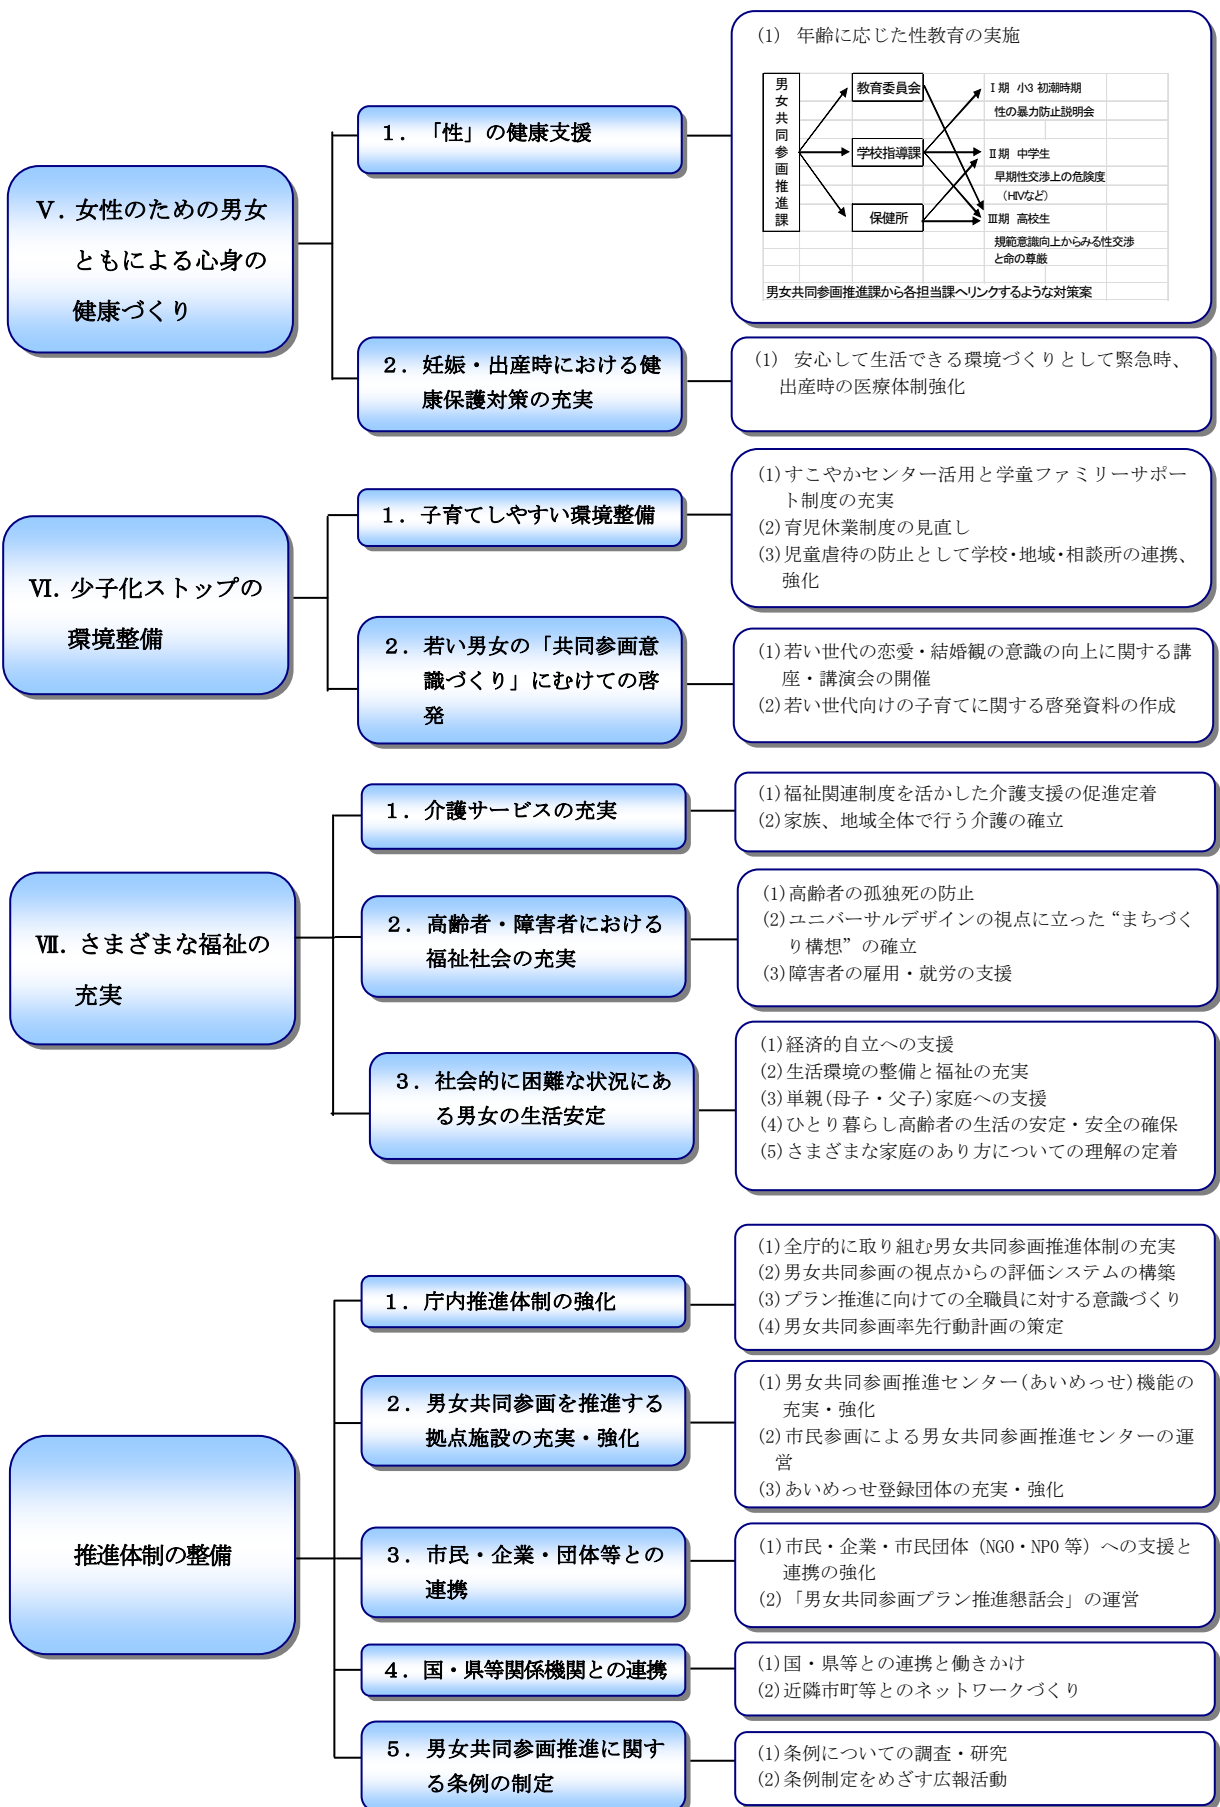 Ⅴ．女性のための男女
ともによる心身の
健康づくり
１．「性」の健康支援
(1) 年齢に応じた性教育の実施
男女共同参画推進課
教育委員会
学校指導課
保健所
Ⅰ期 小3 初潮時期
性の暴力防止説明会
Ⅱ期 中学生
早期性交渉上の危険度
（HIVなど）
Ⅲ期 高校生
規範意識向上からみる性交渉
と命の尊厳
男女共同参画推進課から各担当課へリンクするような対策案
２．妊娠・出産時における健
康保護対策の充実
(1) 安心して生活できる環境づくりとして緊急時、
出産時の医療体制強化
Ⅵ．少子化ストップの
環境整備
１．子育てしやすい環境整備
(1)すこやかセンター活用と学童ファミリーサポー
ト制度の充実
(2)育児休業制度の見直し
(3)児童虐待の防止として学校・地域・相談所の連携、
強化
２．若い男女の「共同参画意
識づくり」にむけての啓
発
(1)若い世代の恋愛・結婚観の意識の向上に関する講
座・講演会の開催
(2)若い世代向けの子育てに関する啓発資料の作成
Ⅶ．さまざまな福祉の
充実
１．介護サービスの充実
(1)福祉関連制度を活かした介護支援の促進定着
(2)家族、地域全体で行う介護の確立
２．高齢者・障害者における
福祉社会の充実
(1)高齢者の孤独死の防止
(2)ユニバーサルデザインの視点に立った“まちづく
り構想”の確立
(3)障害者の雇用・就労の支援
３．社会的に困難な状況にあ
る男女の生活安定
(1)経済的自立への支援
(2)生活環境の整備と福祉の充実
(3)単親(母子・父子)家庭への支援
(4)ひとり暮らし高齢者の生活の安定・安全の確保
(5)さまざまな家庭のあり方についての理解の定着
推進体制の整備
１．庁内推進体制の強化
(1)全庁的に取り組む男女共同参画推進体制の充実
(2)男女共同参画の視点からの評価システムの構築
(3)プラン推進に向けての全職員に対する意識づくり
(4)男女共同参画率先行動計画の策定
２．男女共同参画を推進する
拠点施設の充実・強化
(1)男女共同参画推進センター(あいめっせ)機能の
充実・強化
(2)市民参画による男女共同参画推進センターの運
営
(3)あいめっせ登録団体の充実・強化
３．市民・企業・団体等との
連携
(1)市民・企業・市民団体（NGO・NPO 等）への支援と
連携の強化
(2)「男女共同参画プラン推進懇話会」の運営
４．国・県等関係機関との連携
(1)国・県等との連携と働きかけ
(2)近隣市町等とのネットワークづくり
５．男女共同参画推進に関す
る条例の制定
(1)条例についての調査・研究
(2)条例制定をめざす広報活動